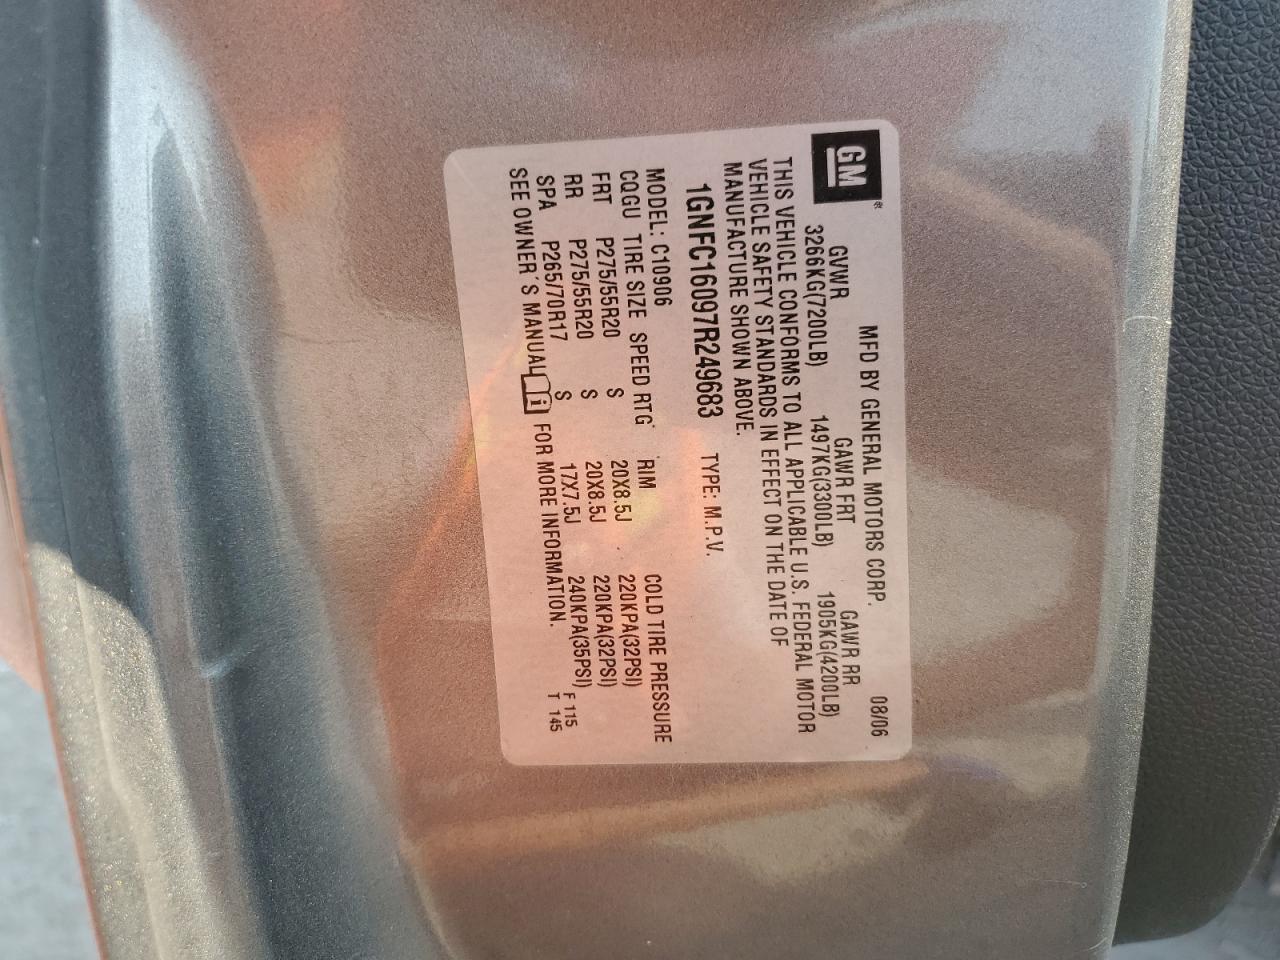 GM
MFD BY GENERAL MOTORS CORP. 08/06
GVWR GAWR FRT GAWR RR
3266KG(7200LB) 1497KG(3300LB) 1905KG(4200LB)
THIS VEHICLE CONFORMS TO ALL APPLICABLE U.S. FEDERAL MOTOR
VEHICLE SAFETY STANDARDS IN EFFECT ON THE DATE OF
MANUFACTURE SHOWN ABOVE.
1GNFC16097R249683 TYPE: M.P.V.
MODEL: C10906
CQGU TIRE SIZE SPEED RTG RIM COLD TIRE PRESSURE
FRT P275/55R20 S 20X8.5J 220KPA(32PSI)
RR P275/55R20 S 20X8.5J 220KPA(32PSI)
SPA P265/70R17 S 17X7.5J 240KPA(35PSI) F 115
SEE OWNER'S MANUAL i FOR MORE INFORMATION. T 145